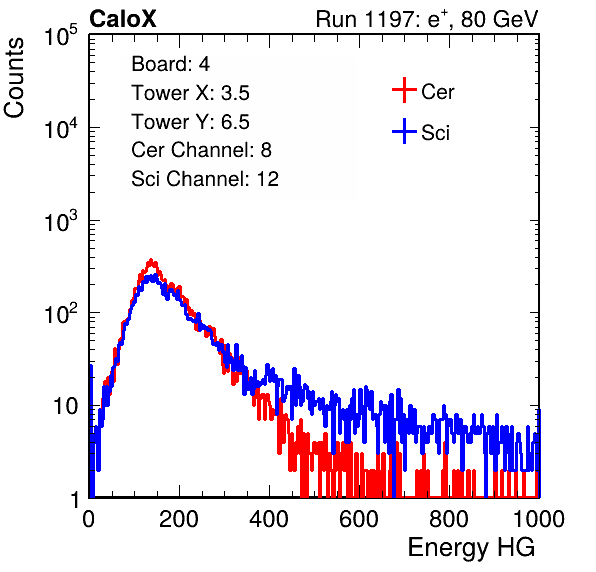 CaloX
Run 1197: e+, 80 GeV
Counts
10^5
10^4
10^3
10^2
10
1
Board: 4
Tower X: 3.5
Tower Y: 6.5
Cer Channel: 8
Sci Channel: 12
Cer
Sci
0 200 400 600 800 1000
Energy HG